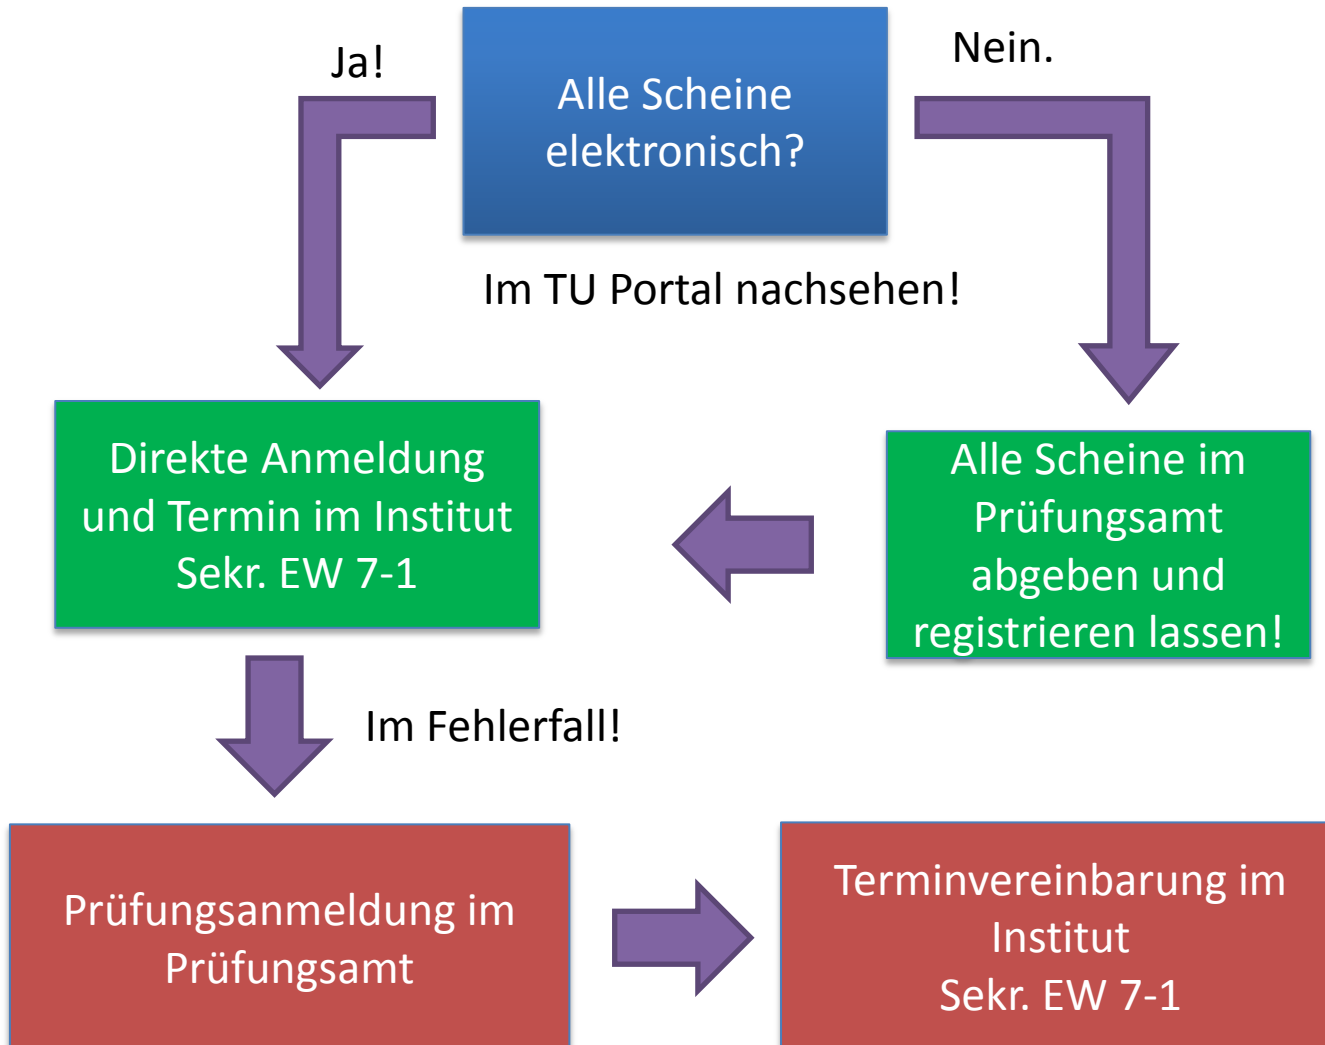 Ja!
Alle Scheine
elektronisch?
Nein.
Im TU Portal nachsehen!
Direkte Anmeldung
und Termin im Institut
Sekr. EW 7-1
Alle Scheine im
Prüfungsamt
abgeben und
registrieren lassen!
Im Fehlerfall!
Prüfungsanmeldung im
Prüfungsamt
Terminvereinbarung im
Institut
Sekr. EW 7-1